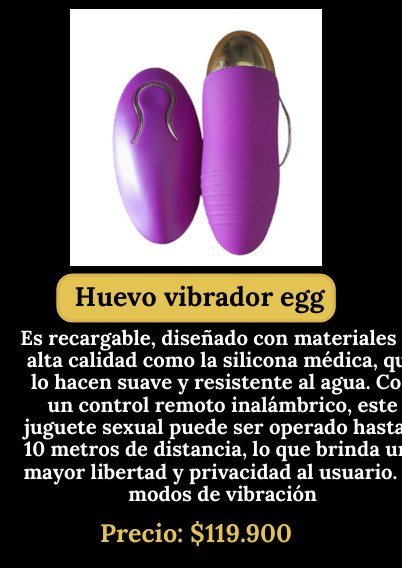 Huevo vibrador egg
Es recargable, diseñado con materiales
alta calidad como la silicona médica,
lo hacen suave y resistente al agua.
un control remoto inalámbrico, este
juguete sexual puede ser operado hasta
10 metros de distancia, lo que brinda
mayor libertad y privacidad al usuario.
modos de vibración
Precio: $119.900